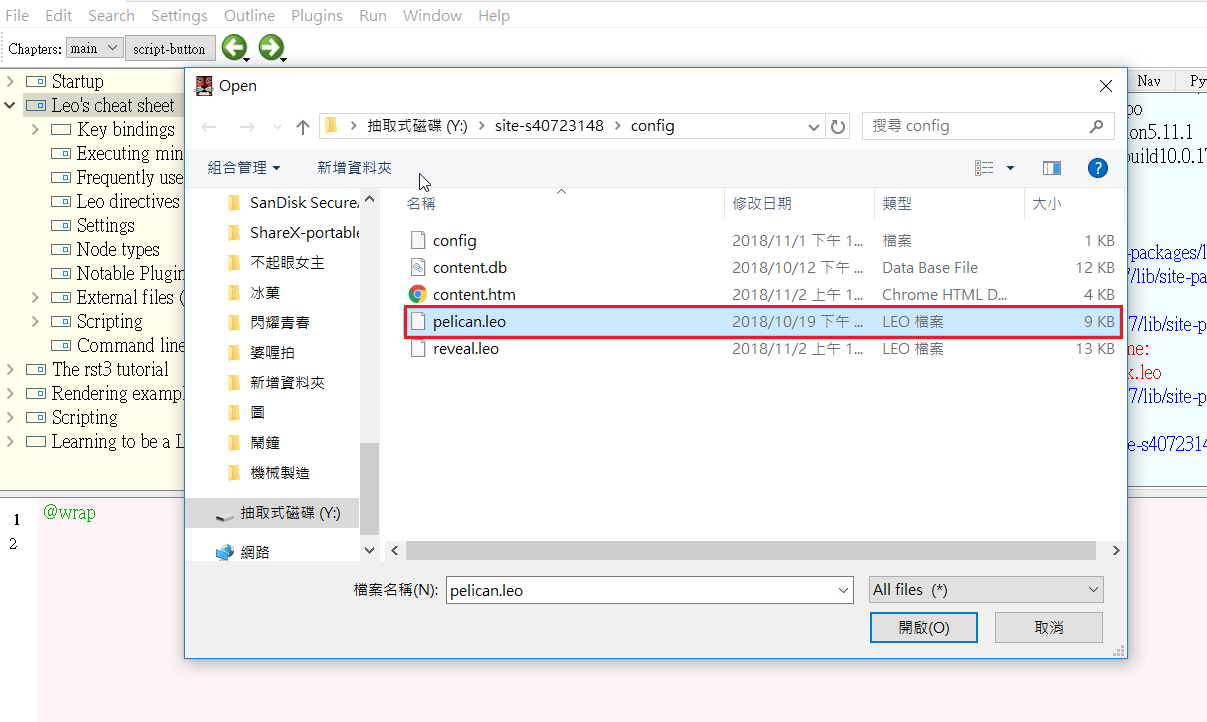 File Edit Search Settings Outline Plugins Run Window Help
Chapters: main script-button
Startup
Leo's cheat sheet
Key bindings
Executing min
Frequently use
Leo directives
Settings
Node types
Notable Plugin
External files (
Scripting
Command line
The rst3 tutorial
Rendering exampl
Scripting
Learning to be a L
Open
抽取式磁碟 (Y:) site-s40723148 config
搜尋 config
組合管理 新增資料夾
SanDisk Secure
ShareX-portable
不起眼女主
冰菓
閃耀青春
婆喔拍
新增資料夾
圖
鬧鐘
機械製造
抽取式磁碟 (Y:)
網路
名稱 修改日期 類型 大小
config 2018/11/1 下午 1... 檔案 1 KB
content.db 2018/10/12 下午 ... Data Base File 12 KB
content.htm 2018/11/2 上午 1... Chrome HTML D... 4 KB
pelican.leo 2018/10/19 下午 ... LEO 檔案 9 KB
reveal.leo 2018/11/2 上午 1... LEO 檔案 13 KB
檔案名稱(N): pelican.leo All files (*)
開啟(O) 取消
Nav Py
po
on5.11.1
build10.0.17
-packages/l
7/lib/site-pa
7/lib/site-p
me:
k.leo
7/lib/site-p
e-s4072314
1 @wrap
2